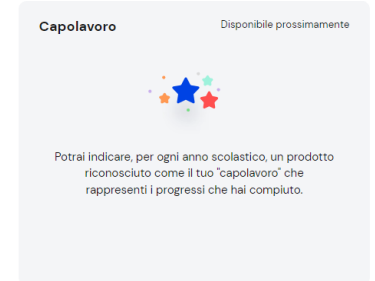 Capolavoro
Disponibile prossimamente
Potrai indicare, per ogni anno scolastico, un prodotto
riconosciuto come il tuo "capolavoro" che
rappresenti i progressi che hai compiuto.